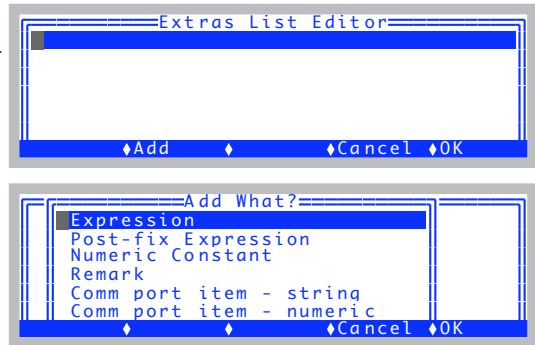 Extras List Editor
♦Add ♦ ♦Cancel ♦OK
Add What?
Expression
Post-fix Expression
Numeric Constant
Remark
Comm port item - string
Comm port item - numeric
♦ ♦ ♦Cancel ♦OK